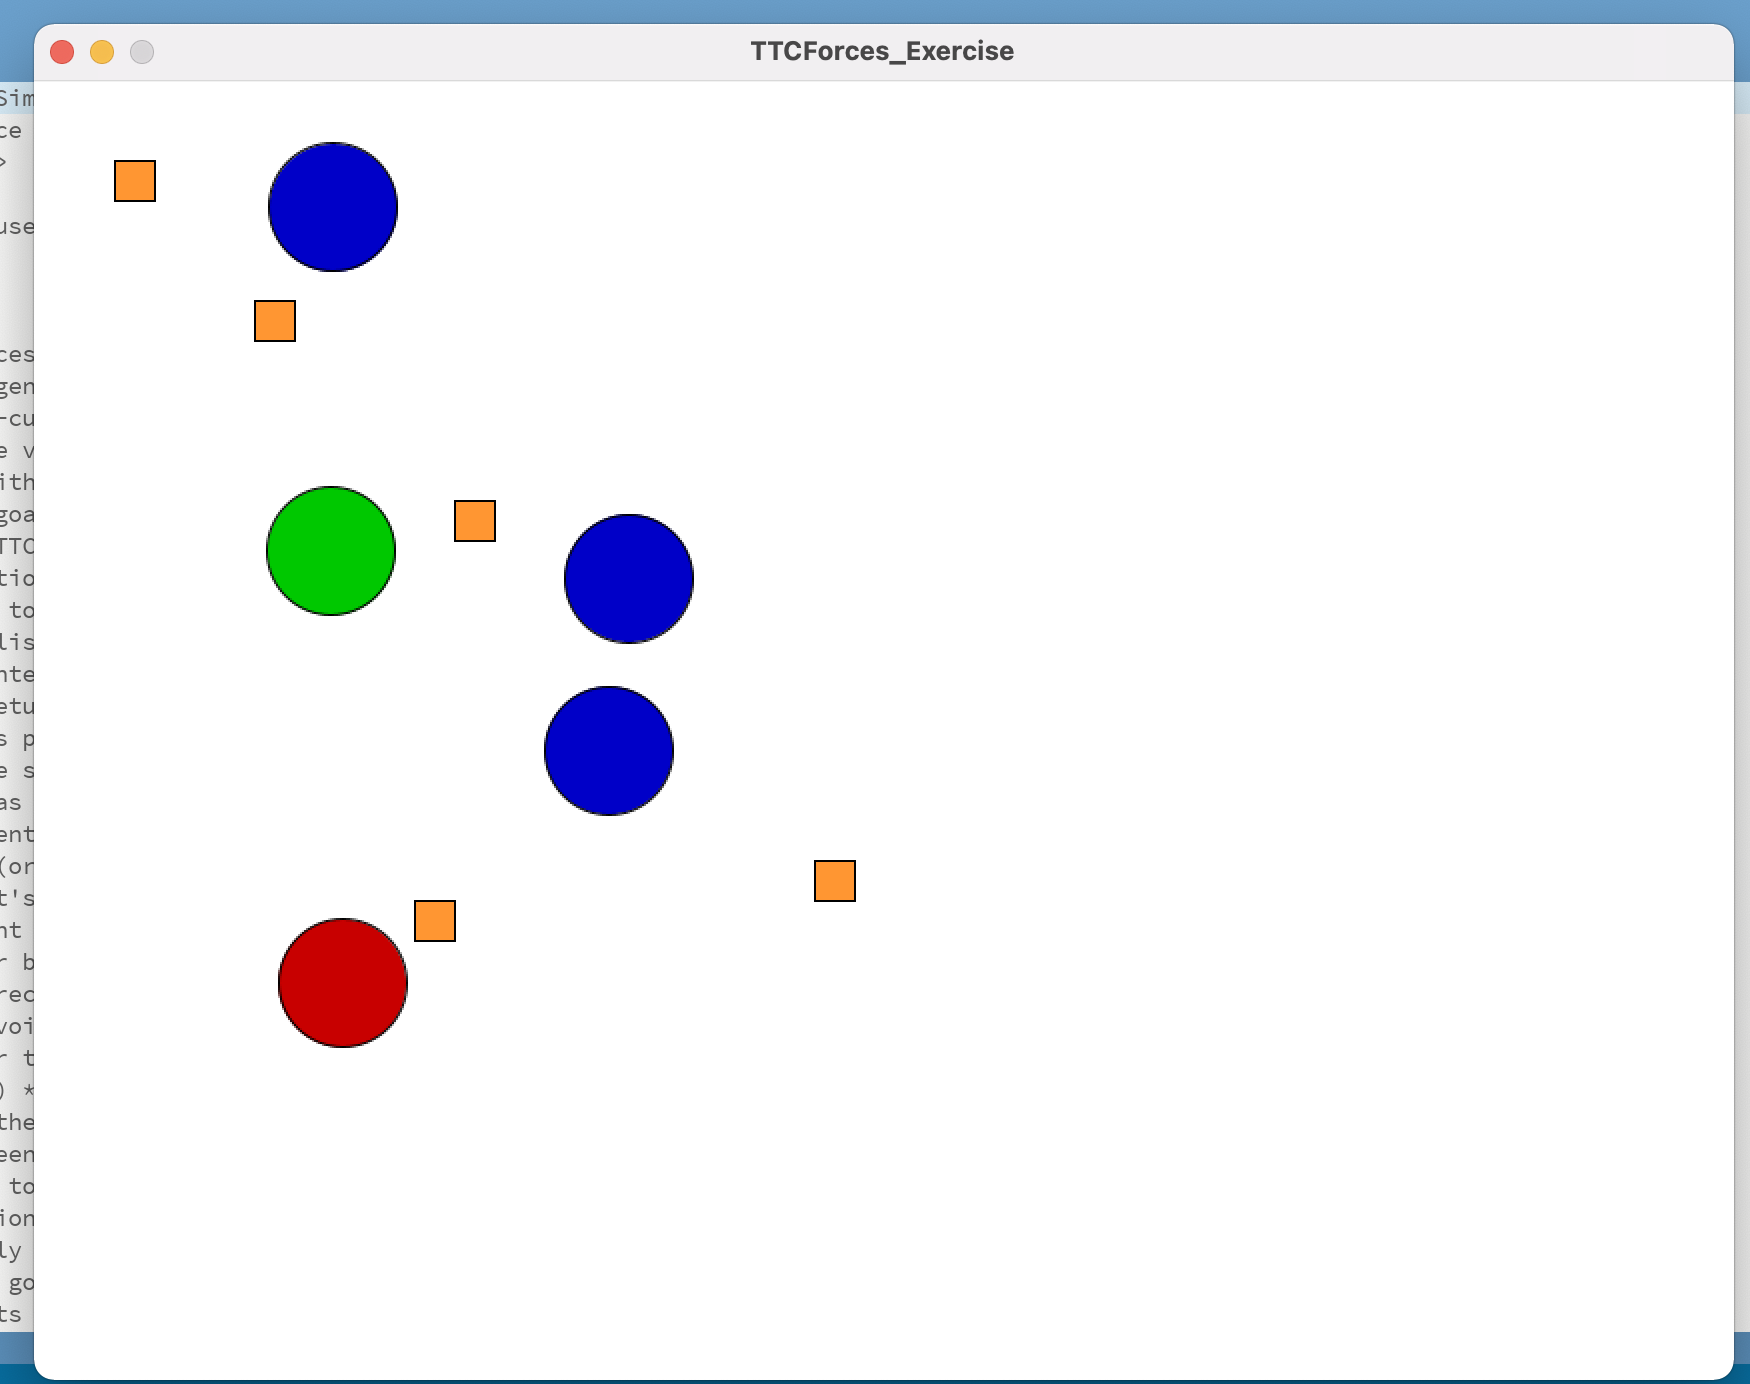 TTCForces_Exercise
Sim
ce
>
use
ces
gen
-cu
e v
ith
goa
TTC
tio
to
lis
nte
etu
s p
e s
as
ent
(or
t's
nt
r b
rec
voi
r t
) *
the
een
to
ion
ly
go
ts